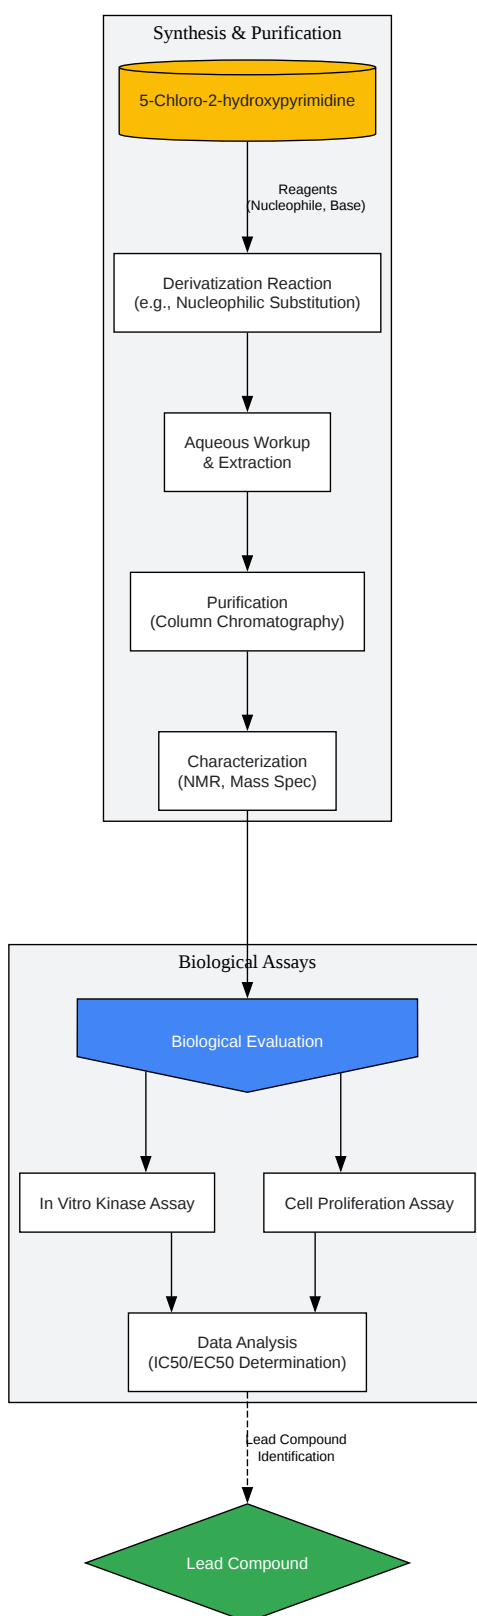 Synthesis & Purification
5-Chloro-2-hydroxypyrimidine
Reagents
(Nucleophile, Base)
Derivatization Reaction
(e.g., Nucleophilic Substitution)
Aqueous Workup
& Extraction
Purification
(Column Chromatography)
Characterization
(NMR, Mass Spec)
Biological Assays
Biological Evaluation
In Vitro Kinase Assay
Cell Proliferation Assay
Data Analysis
(IC50/EC50 Determination)
Lead Compound
Identification
Lead Compound